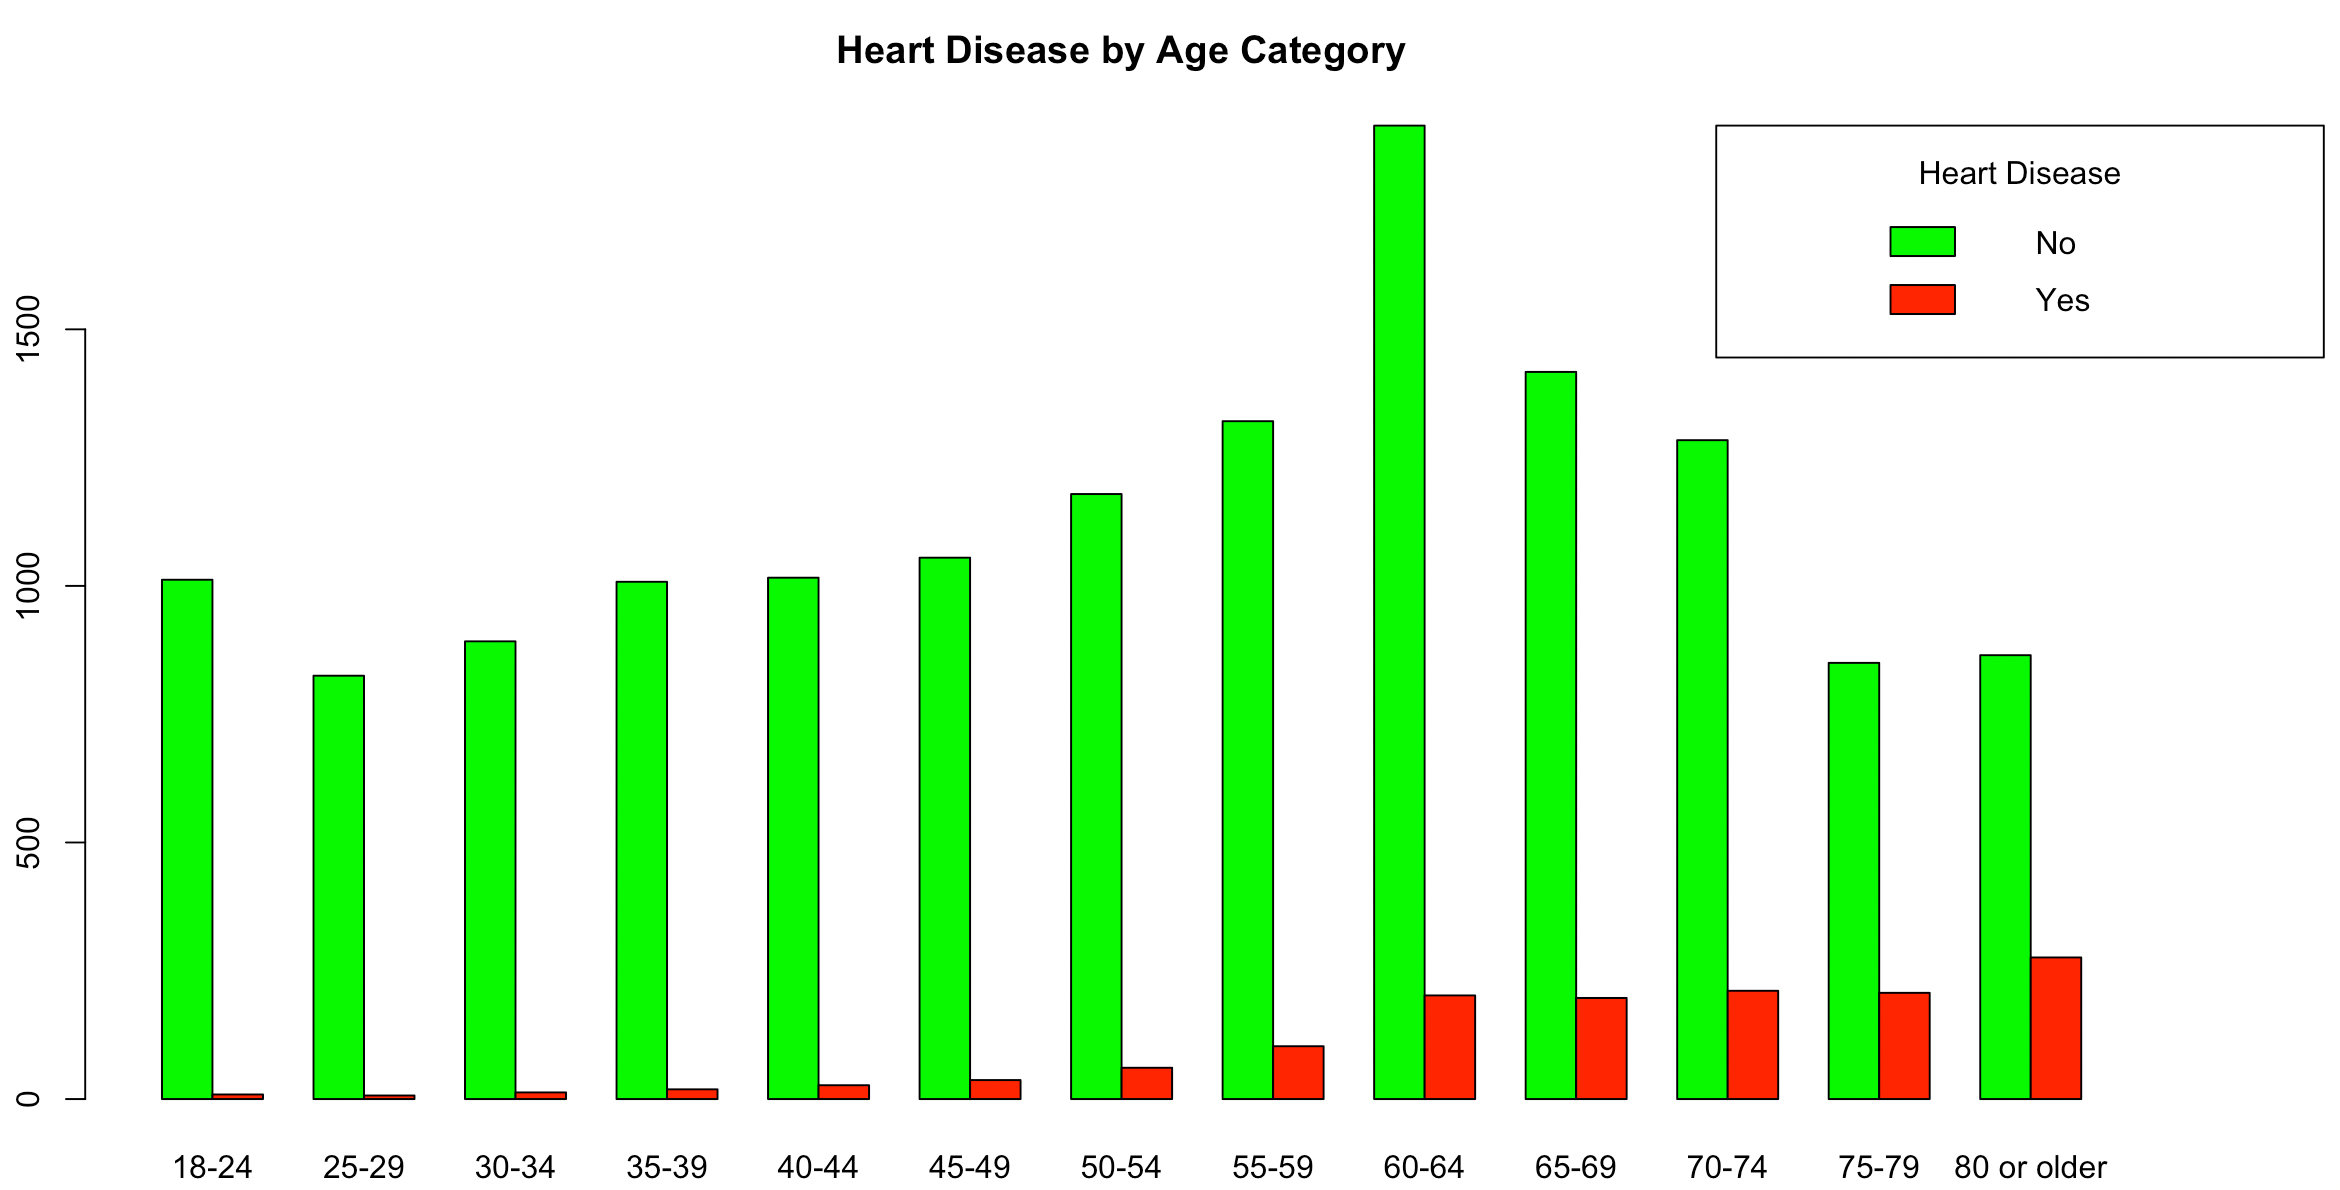 Heart Disease by Age Category
Heart Disease
No
Yes
1500
1000
500
0
18-24 25-29 30-34 35-39 40-44 45-49 50-54 55-59 60-64 65-69 70-74 75-79 80 or older